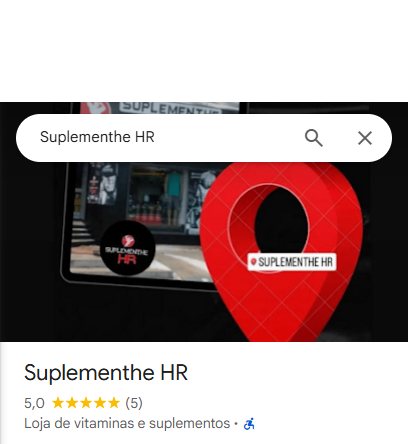 SUPLEMENTHE
Suplementhe HR
SUPLEMENTHE
HR
SUPLEMENTHE HR
Suplementhe HR
5,0 (5)
Loja de vitaminas e suplementos ·